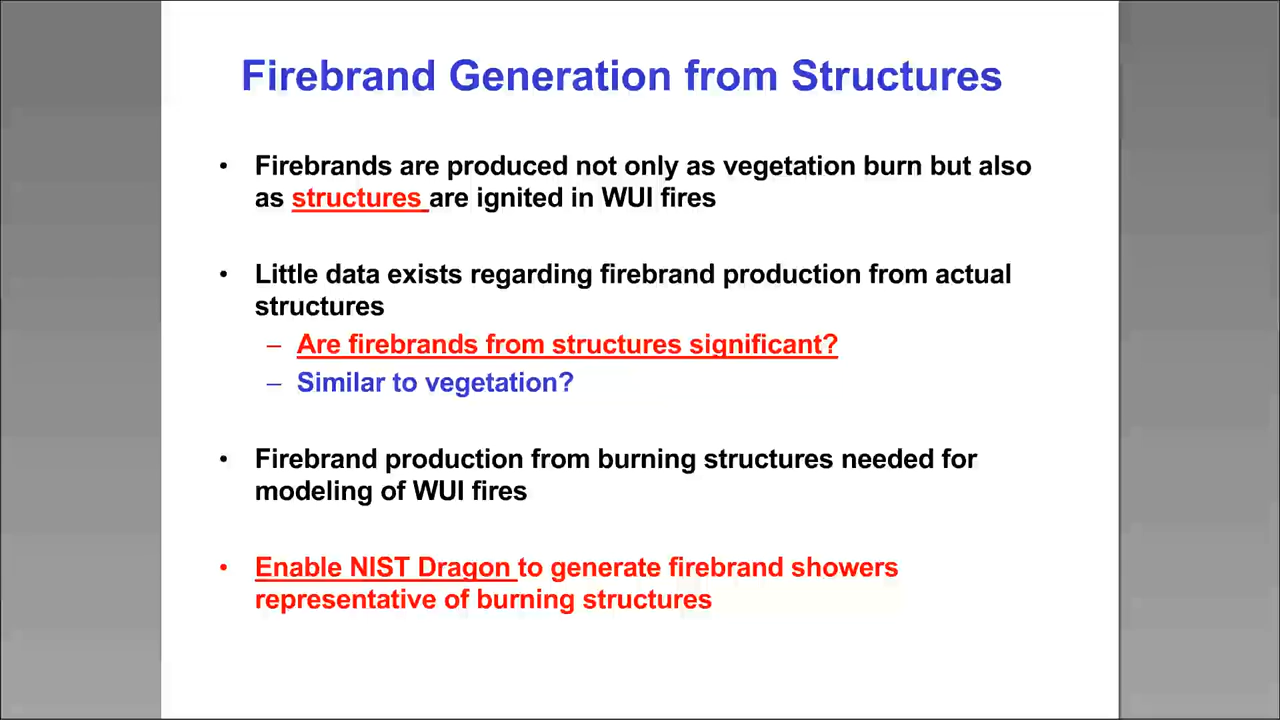 Firebrand Generation from Structures
• Firebrands are produced not only as vegetation burn but also
as structures are ignited in WUI fires
• Little data exists regarding firebrand production from actual
structures
– Are firebrands from structures significant?
– Similar to vegetation?
• Firebrand production from burning structures needed for
modeling of WUI fires
• Enable NIST Dragon to generate firebrand showers
representative of burning structures